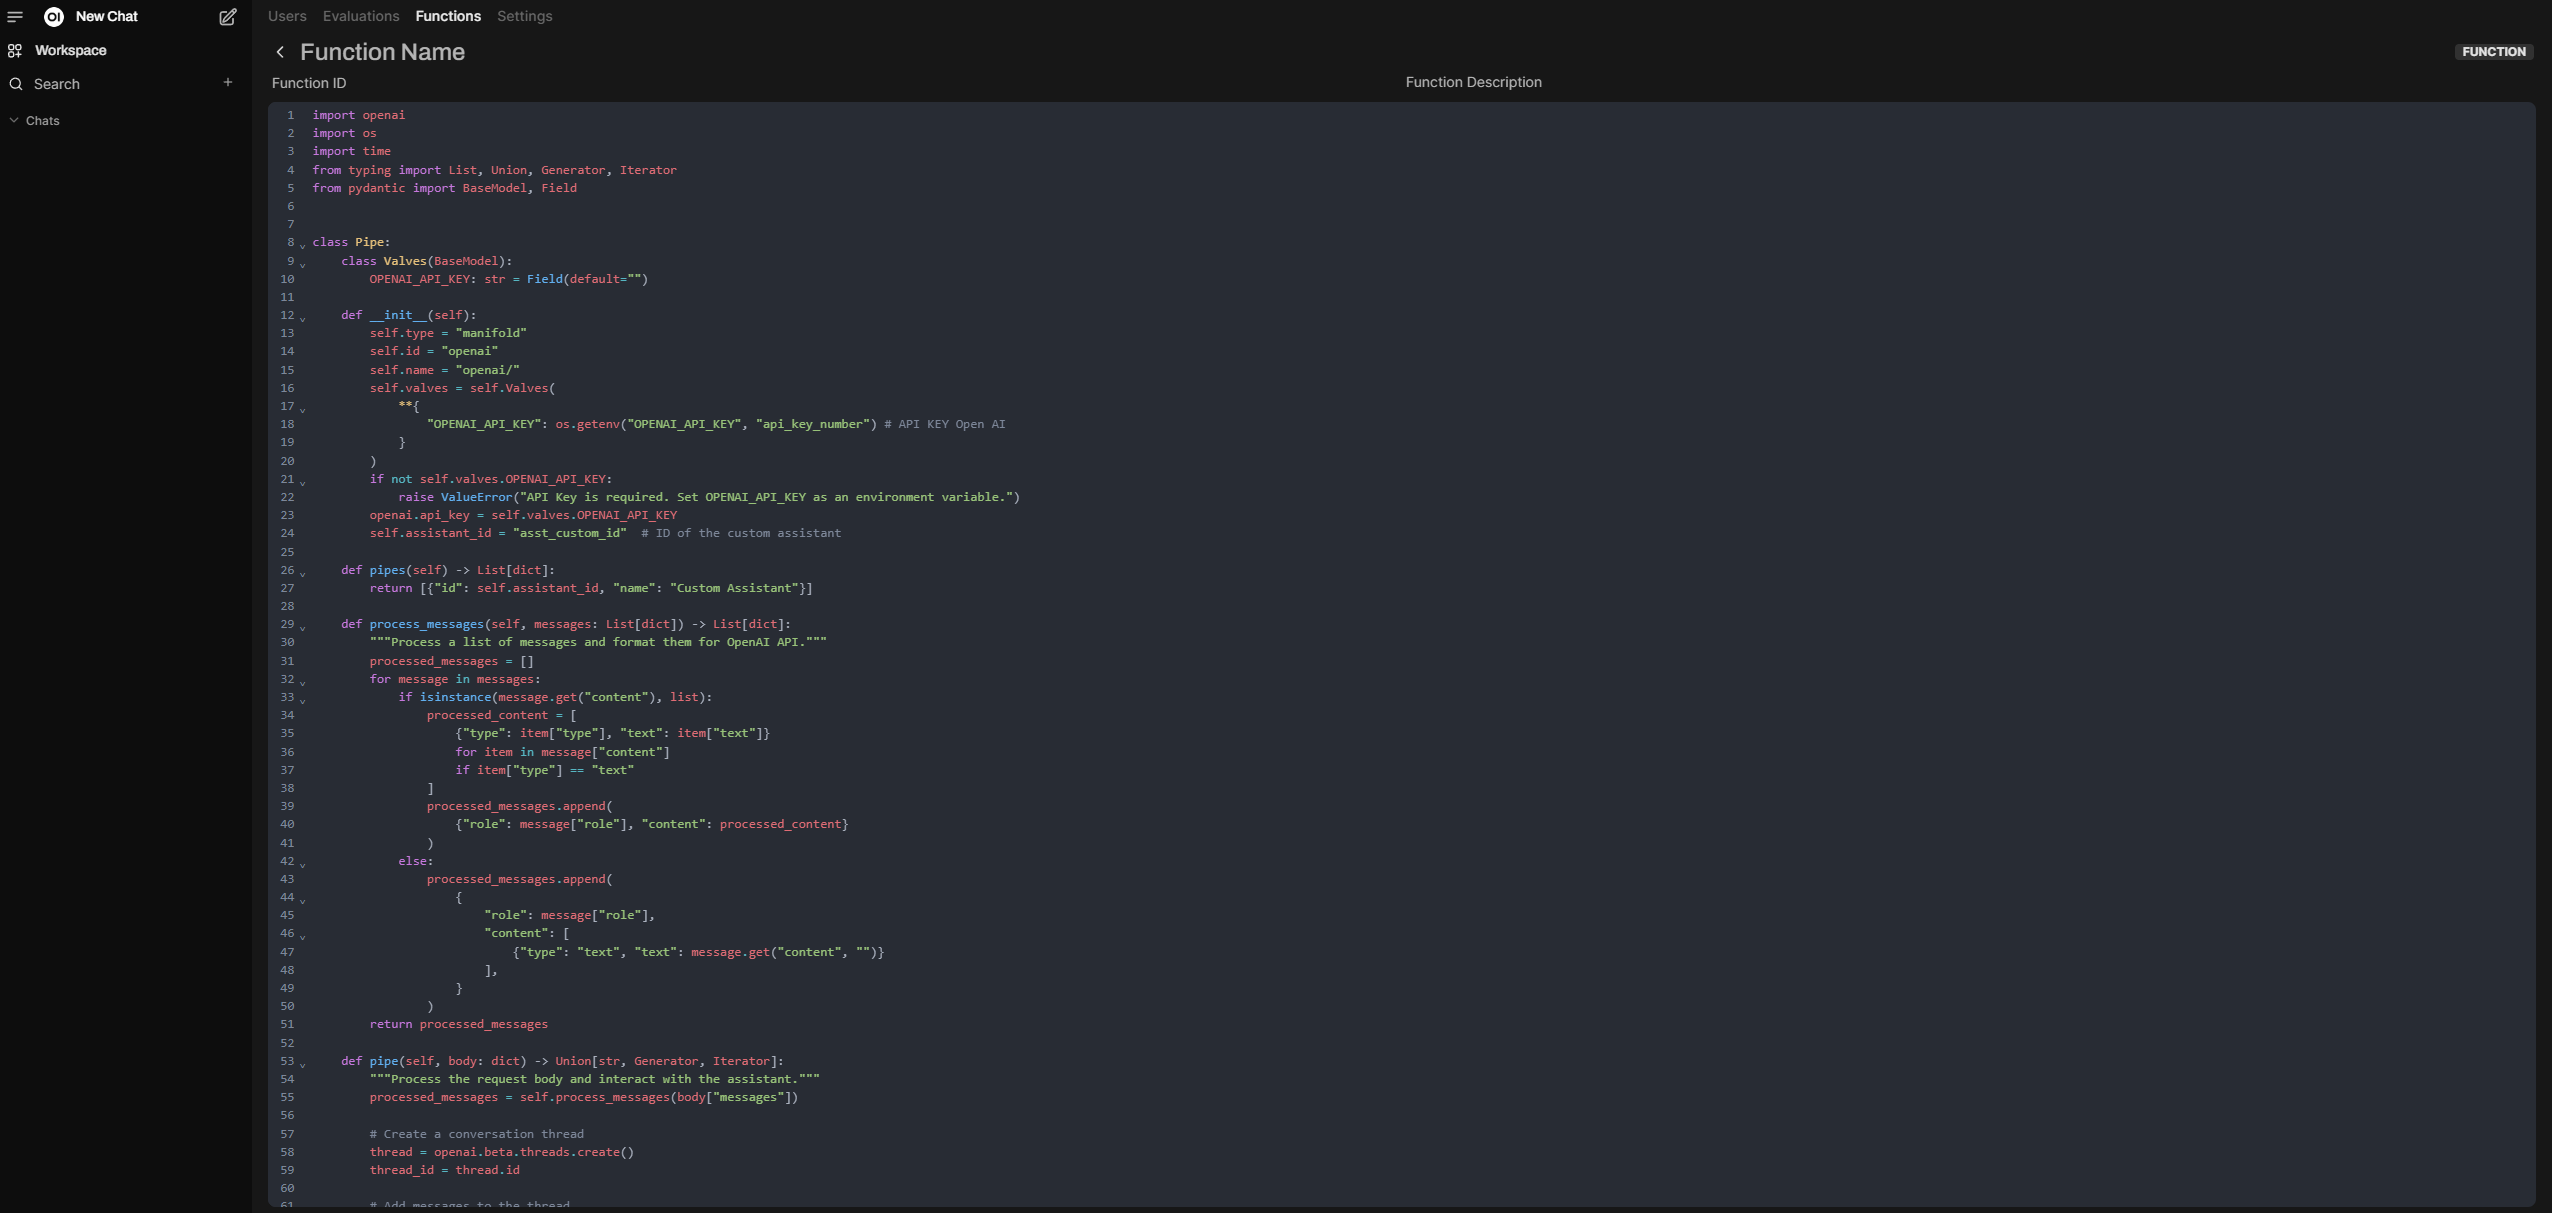 New Chat
Workspace
Search
Chats
Users Evaluations Functions Settings
Function Name
FUNCTION
Function ID
Function Description
1 import openai
2 import os
3 import time
4 from typing import List, Union, Generator, Iterator
5 from pydantic import BaseModel, Field
6
7
8 class Pipe:
9     class Valves(BaseModel):
10         OPENAI_API_KEY: str = Field(default="")
11
12     def __init__(self):
13         self.type = "manifold"
14         self.id = "openai"
15         self.name = "openai/"
16         self.valves = self.Valves(
17             **{
18                 "OPENAI_API_KEY": os.getenv("OPENAI_API_KEY", "api_key_number") # API KEY Open AI
19             }
20         )
21         if not self.valves.OPENAI_API_KEY:
22             raise ValueError("API Key is required. Set OPENAI_API_KEY as an environment variable.")
23         openai.api_key = self.valves.OPENAI_API_KEY
24         self.assistant_id = "asst_custom_id"  # ID of the custom assistant
25
26     def pipes(self) -> List[dict]:
27         return [{"id": self.assistant_id, "name": "Custom Assistant"}]
28
29     def process_messages(self, messages: List[dict]) -> List[dict]:
30         """Process a list of messages and format them for OpenAI API."""
31         processed_messages = []
32         for message in messages:
33             if isinstance(message.get("content"), list):
34                 processed_content = [
35                     {"type": item["type"], "text": item["text"]}
36                     for item in message["content"]
37                     if item["type"] == "text"
38                 ]
39                 processed_messages.append(
40                     {"role": message["role"], "content": processed_content}
41                 )
42             else:
43                 processed_messages.append(
44                     {
45                         "role": message["role"],
46                         "content": [
47                             {"type": "text", "text": message.get("content", "")}
48                         ],
49                     }
50                 )
51         return processed_messages
52
53     def pipe(self, body: dict) -> Union[str, Generator, Iterator]:
54         """Process the request body and interact with the assistant."""
55         processed_messages = self.process_messages(body["messages"])
56
57         # Create a conversation thread
58         thread = openai.beta.threads.create()
59         thread_id = thread.id
60
61         # Add messages to the thread